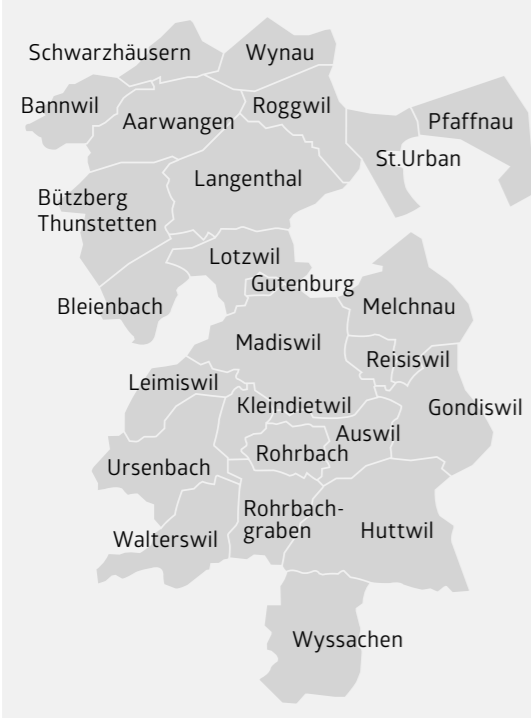 Schwarzhäusern
Wynau
Bannwil
Aarwangen
Roggwil
Pfaffnau
St.Urban
Langenthal
Bützberg
Thunstetten
Lotzwil
Gutenburg
Bleienbach
Melchnau
Madiswil
Reisiswil
Leimiswil
Kleindietwil
Gondiswil
Auswil
Rohrbach
Ursenbach
Rohrbach-
graben
Walterswil
Huttwil
Wyssachen